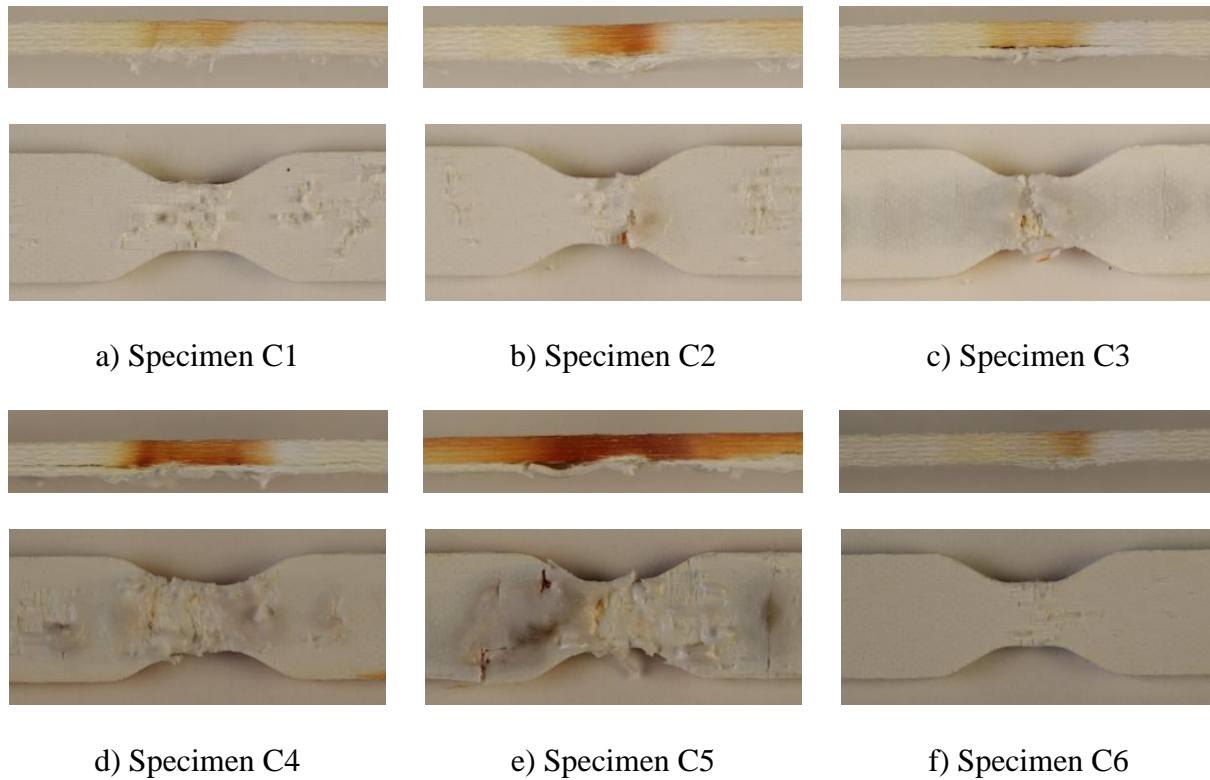 a) Specimen C1
b) Specimen C2
c) Specimen C3
d) Specimen C4
e) Specimen C5
f) Specimen C6